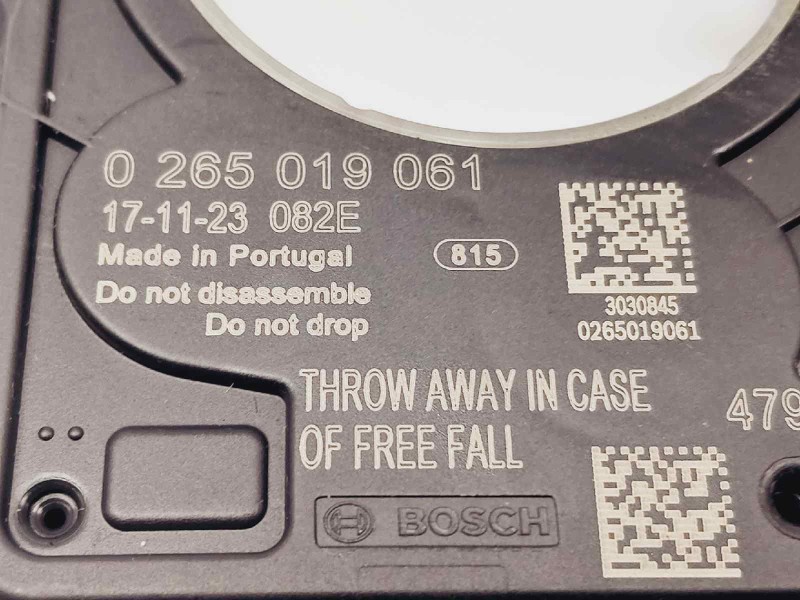 0 265 019 061
17-11-23 082E
Made in Portugal 815
Do not disassemble
Do not drop
3030845
0265019061
THROW AWAY IN CASE
OF FREE FALL
479
BOSCH